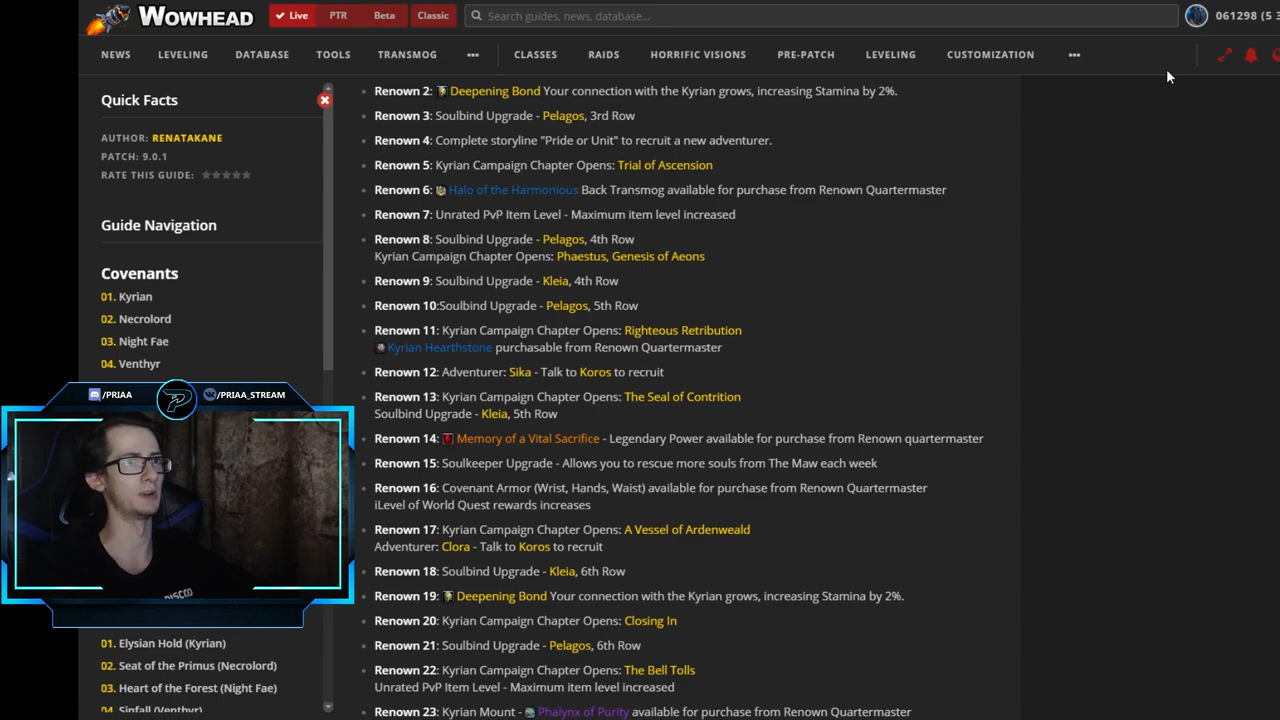 WOWHEAD
Live
PTR
Beta
Classic
Search guides, news, database...
061298 (5 3
NEWS
LEVELING
DATABASE
TOOLS
TRANSMOG
CLASSES
RAIDS
HORRIFIC VISIONS
PRE-PATCH
LEVELING
CUSTOMIZATION
Quick Facts
AUTHOR: RENATAKANE
PATCH: 9.0.1
RATE THIS GUIDE:
Guide Navigation
Covenants
01. Kyrian
02. Necrolord
03. Night Fae
04. Venthyr
/PRIAA
/PRIAA_STREAM
DISCO
01. Elysian Hold (Kyrian)
02. Seat of the Primus (Necrolord)
03. Heart of the Forest (Night Fae)
04. Sinfall (Venthyr)
Renown 2: Deepening Bond Your connection with the Kyrian grows, increasing Stamina by 2%.
Renown 3: Soulbind Upgrade - Pelagos, 3rd Row
Renown 4: Complete storyline "Pride or Unit" to recruit a new adventurer.
Renown 5: Kyrian Campaign Chapter Opens: Trial of Ascension
Renown 6: Halo of the Harmonious Back Transmog available for purchase from Renown Quartermaster
Renown 7: Unrated PvP Item Level - Maximum item level increased
Renown 8: Soulbind Upgrade - Pelagos, 4th Row
Kyrian Campaign Chapter Opens: Phaestus, Genesis of Aeons
Renown 9: Soulbind Upgrade - Kleia, 4th Row
Renown 10:Soulbind Upgrade - Pelagos, 5th Row
Renown 11: Kyrian Campaign Chapter Opens: Righteous Retribution
Kyrian Hearthstone purchasable from Renown Quartermaster
Renown 12: Adventurer: Sika - Talk to Koros to recruit
Renown 13: Kyrian Campaign Chapter Opens: The Seal of Contrition
Soulbind Upgrade - Kleia, 5th Row
Renown 14: Memory of a Vital Sacrifice - Legendary Power available for purchase from Renown quartermaster
Renown 15: Soulkeeper Upgrade - Allows you to rescue more souls from The Maw each week
Renown 16: Covenant Armor (Wrist, Hands, Waist) available for purchase from Renown Quartermaster
iLevel of World Quest rewards increases
Renown 17: Kyrian Campaign Chapter Opens: A Vessel of Ardenweald
Adventurer: Clora - Talk to Koros to recruit
Renown 18: Soulbind Upgrade - Kleia, 6th Row
Renown 19: Deepening Bond Your connection with the Kyrian grows, increasing Stamina by 2%.
Renown 20: Kyrian Campaign Chapter Opens: Closing In
Renown 21: Soulbind Upgrade - Pelagos, 6th Row
Renown 22: Kyrian Campaign Chapter Opens: The Bell Tolls
Unrated PvP Item Level - Maximum item level increased
Renown 23: Kyrian Mount - Phalynx of Purity available for purchase from Renown Quartermaster